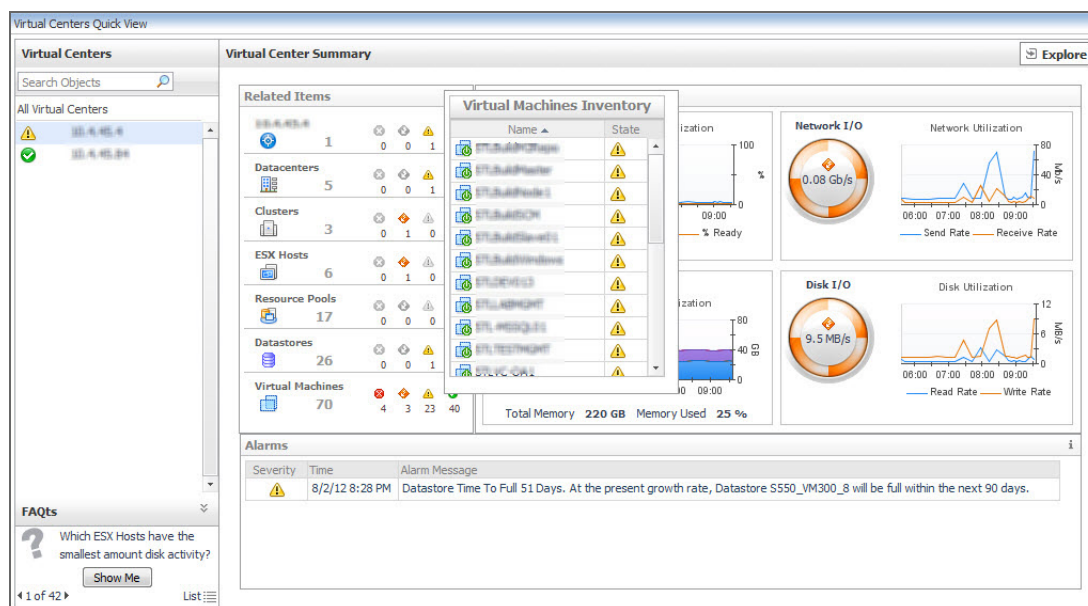 Virtual Centers Quick View
Virtual Centers
Search Objects
All Virtual Centers
FAQts
Which ESX Hosts have the
smallest amount disk activity?
Show Me
1 of 42
List
Virtual Center Summary
Explore
Related Items
1
0 0 1
Datacenters
5
0 0 1
Clusters
3
0 1 0
ESX Hosts
6
0 1 0
Resource Pools
17
0 0 0
Datastores
26
0 0 1
Virtual Machines
70
4 3 23 40
Virtual Machines Inventory
Name State
ization
100
%
0
09:00
% Ready
Network I/O
0.08 Gb/s
Network Utilization
80
40
0
Mb/s
06:00 07:00 08:00 09:00
Send Rate Receive Rate
ization
80
40
0
GB
09:00
Total Memory 220 GB Memory Used 25 %
Disk I/O
9.5 MB/s
Disk Utilization
12
6
0
MB/s
06:00 07:00 08:00 09:00
Read Rate Write Rate
Alarms
Severity Time Alarm Message
8/2/12 8:28 PM Datastore Time To Full 51 Days. At the present growth rate, Datastore S550_VM300_8 will be full within the next 90 days.